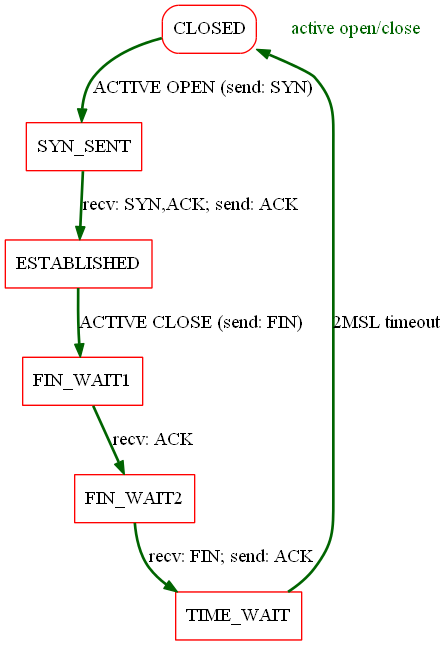 CLOSED
active open/close
ACTIVE OPEN (send: SYN)
SYN_SENT
recv: SYN,ACK; send: ACK
ESTABLISHED
ACTIVE CLOSE (send: FIN)
2MSL timeout
FIN_WAIT1
recv: ACK
FIN_WAIT2
recv: FIN; send: ACK
TIME_WAIT